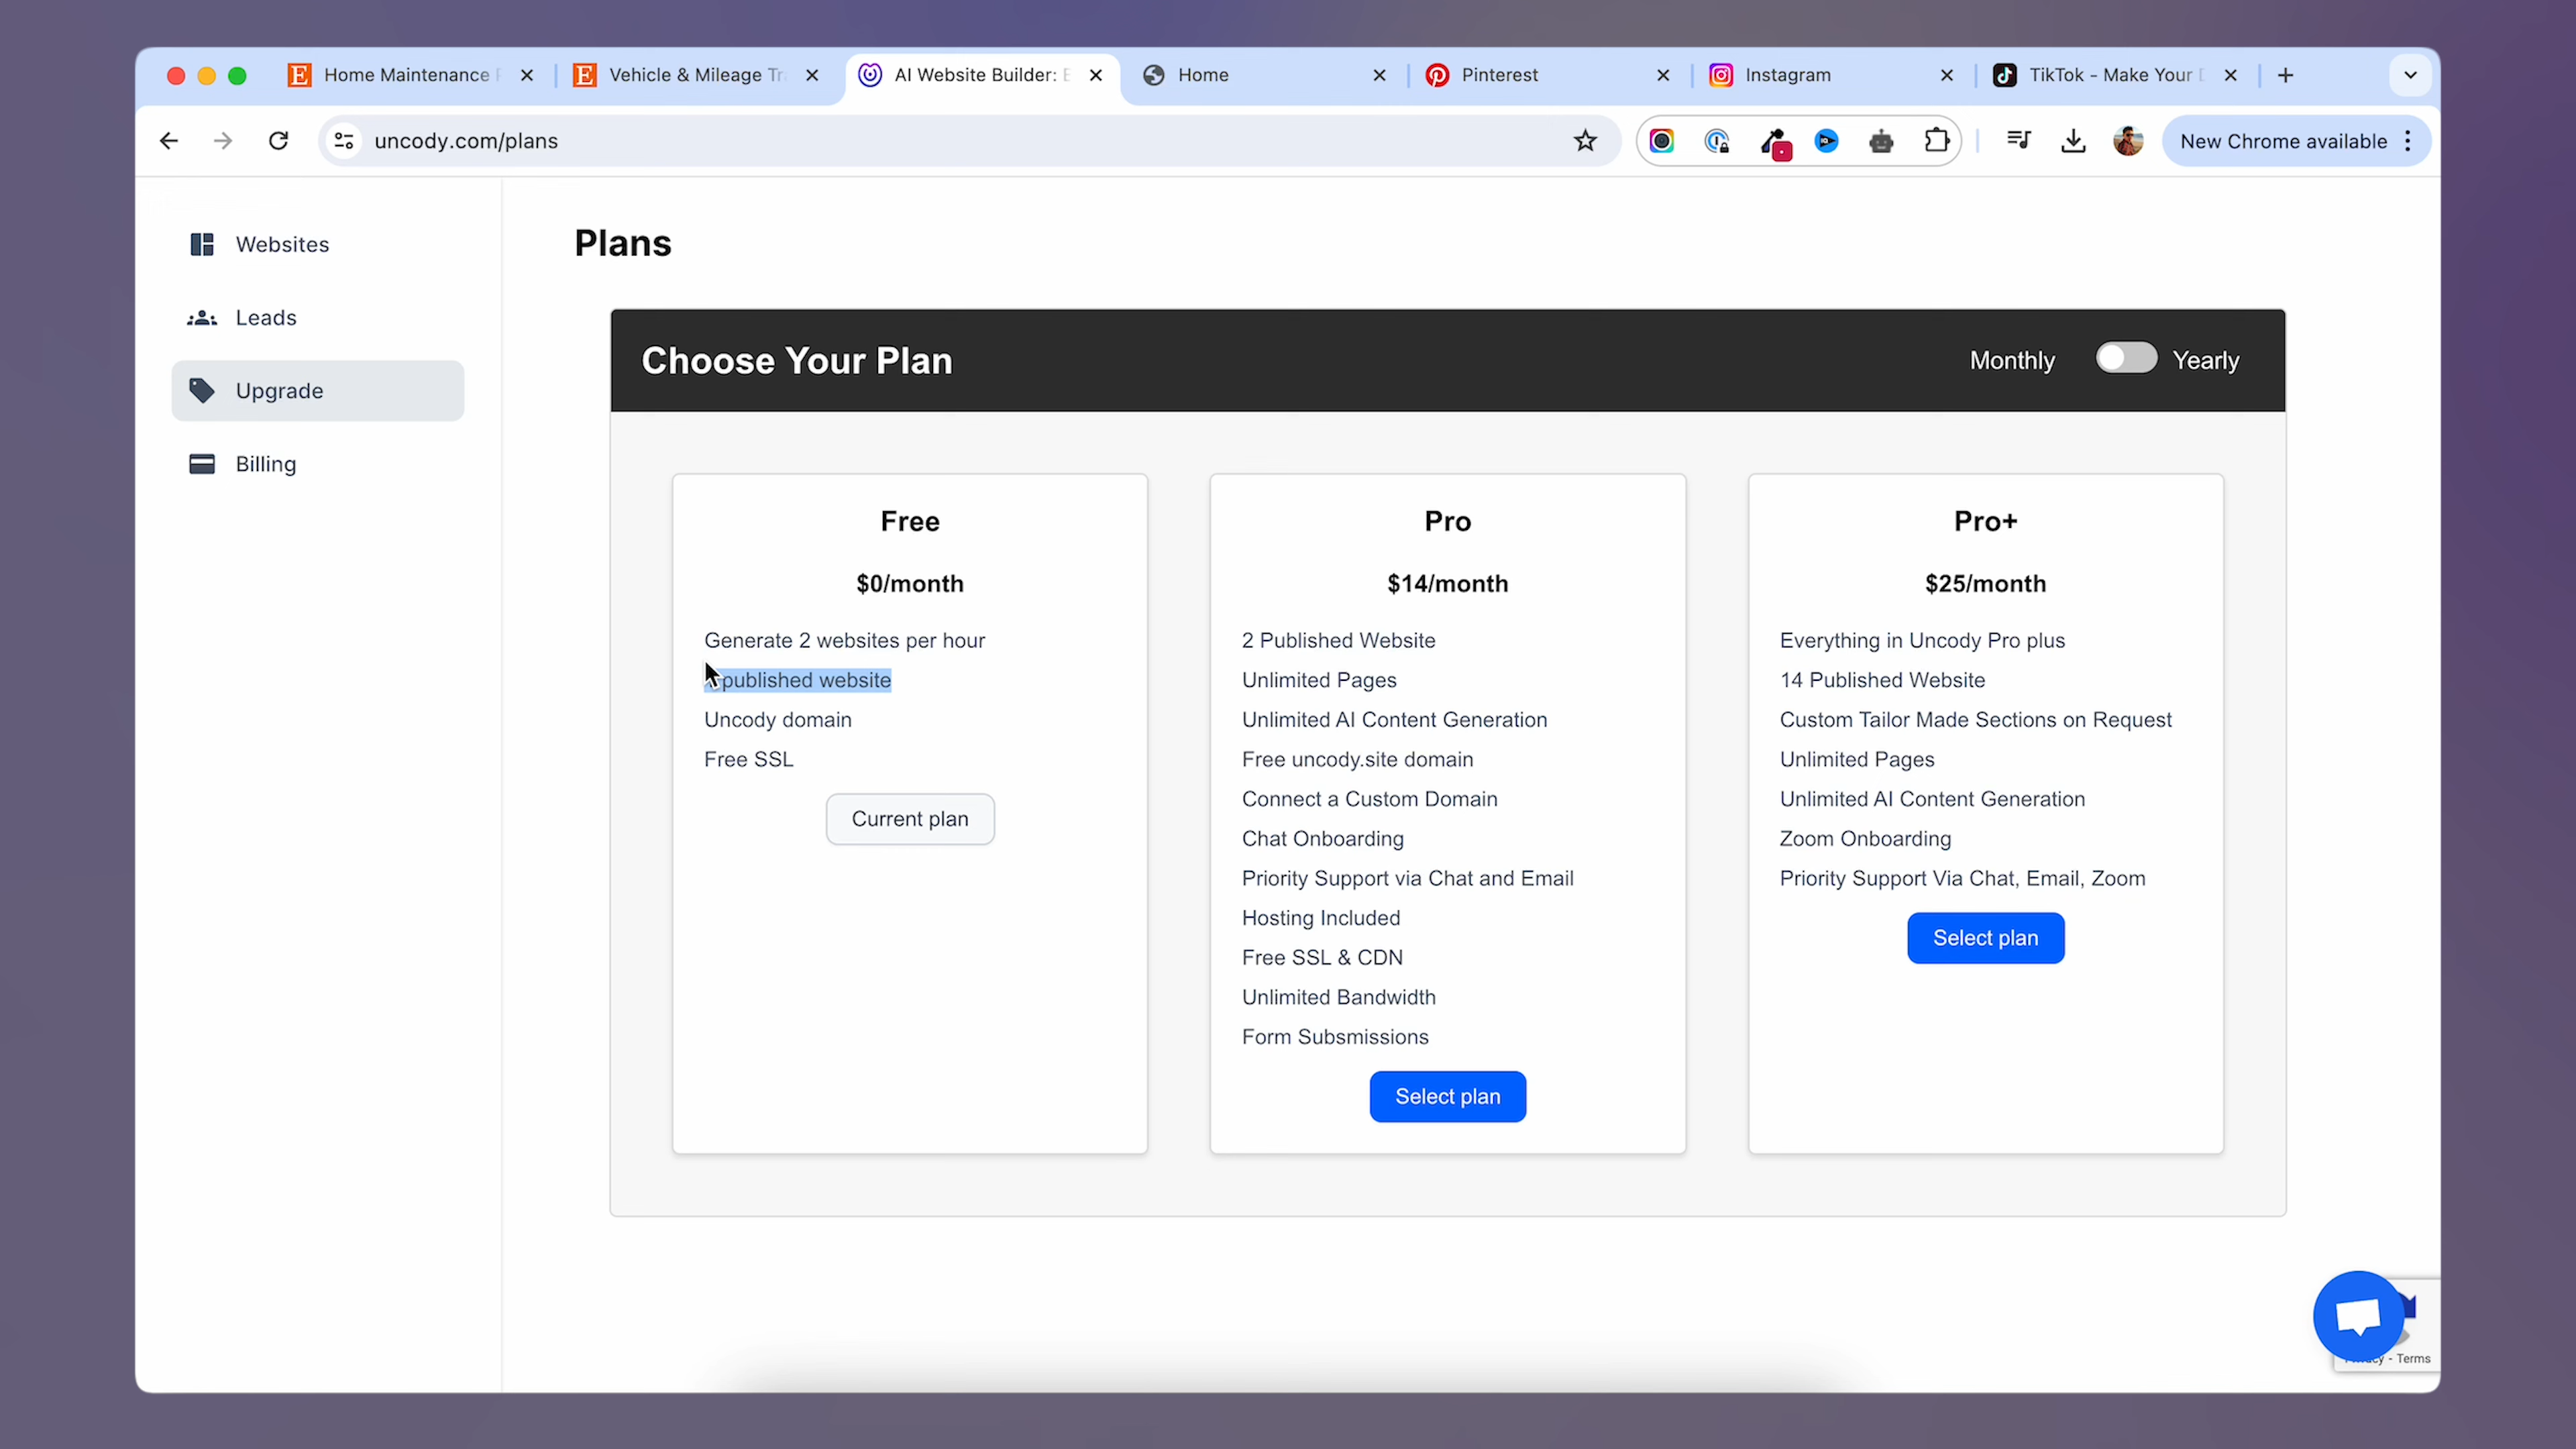 Home Maintenance
Vehicle & Mileage Tr
AI Website Builder:
Home
Pinterest
Instagram
TikTok - Make Your
uncody.com/plans
New Chrome available
Websites
Leads
Upgrade
Billing
Plans
Choose Your Plan
Monthly
Yearly
Free
$0/month
Generate 2 websites per hour
published website
Uncody domain
Free SSL
Current plan
Pro
$14/month
2 Published Website
Unlimited Pages
Unlimited AI Content Generation
Free uncody.site domain
Connect a Custom Domain
Chat Onboarding
Priority Support via Chat and Email
Hosting Included
Free SSL & CDN
Unlimited Bandwidth
Form Subsmissions
Select plan
Pro+
$25/month
Everything in Uncody Pro plus
14 Published Website
Custom Tailor Made Sections on Request
Unlimited Pages
Unlimited AI Content Generation
Zoom Onboarding
Priority Support Via Chat, Email, Zoom
Select plan
- Terms